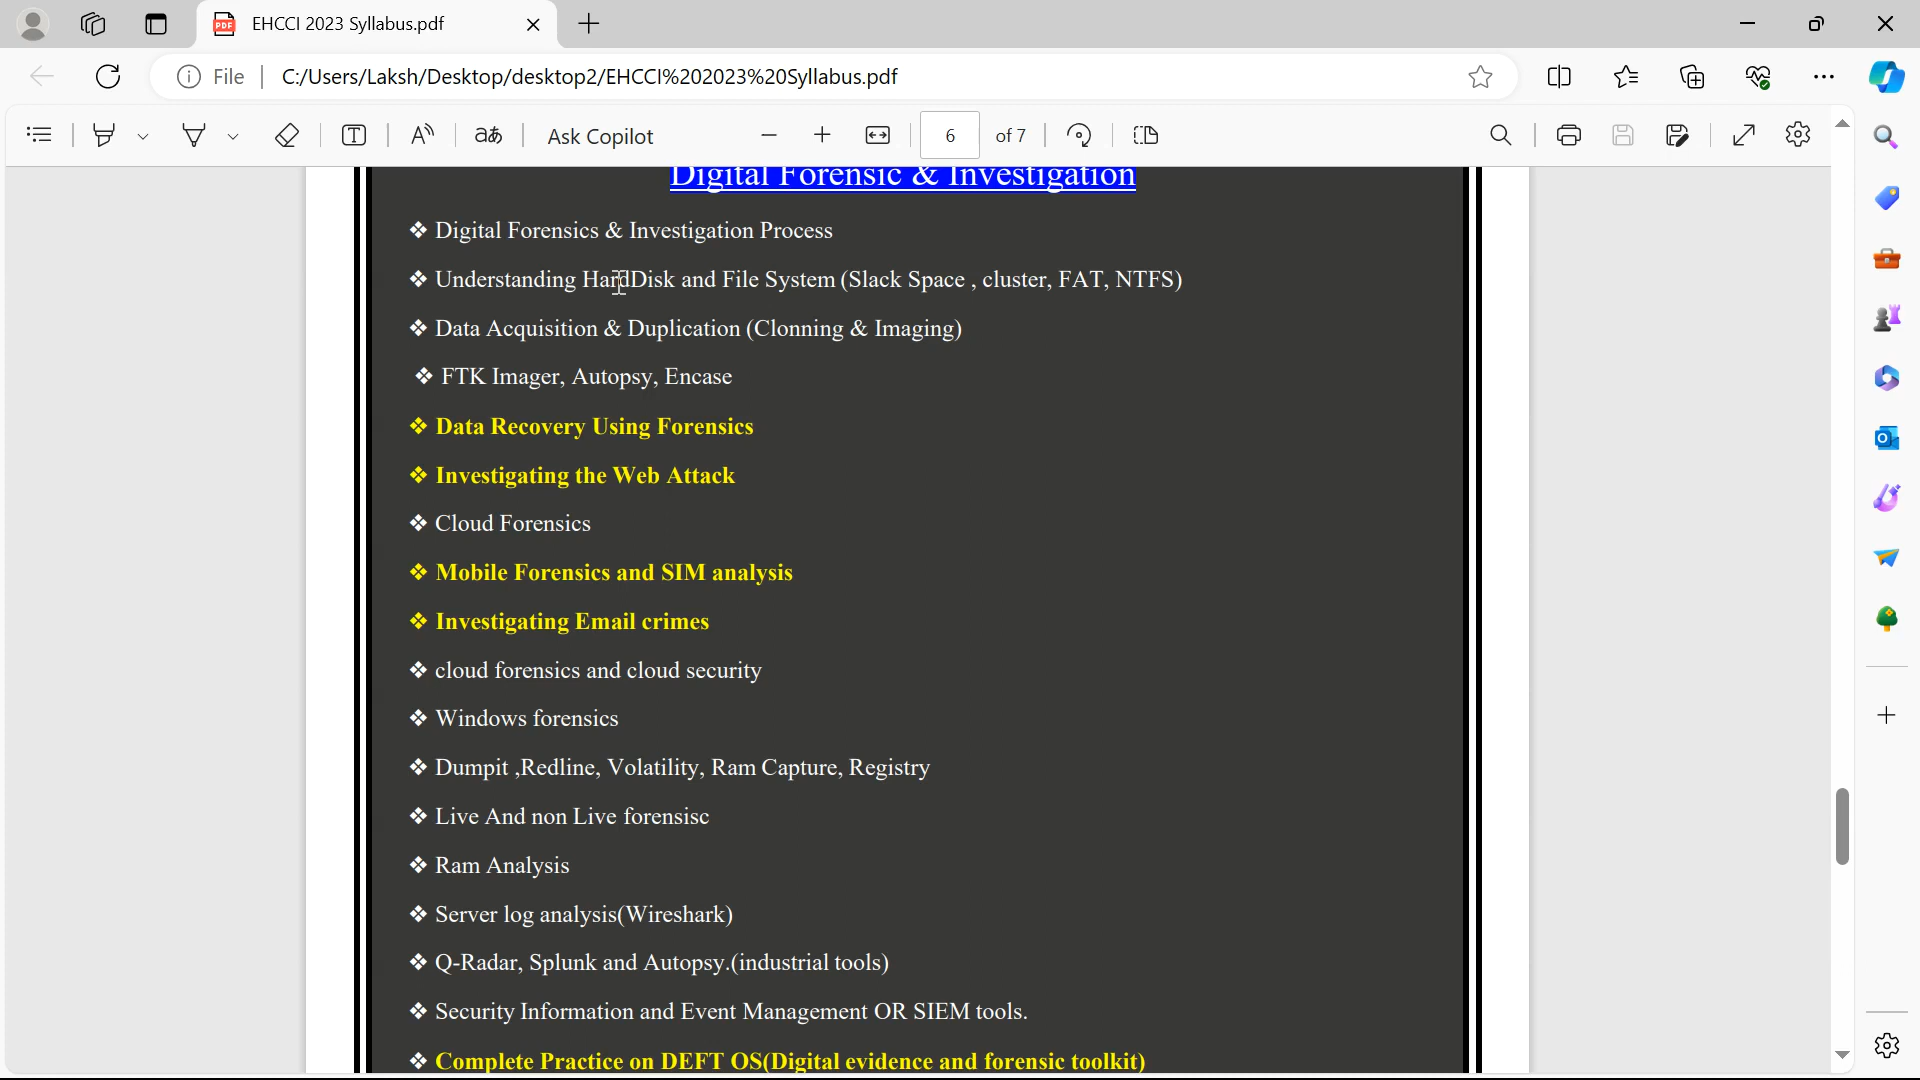 EHCCI 2023 Syllabus.pdf
File
C:/Users/Laksh/Desktop/desktop2/EHCCI%202023%20Syllabus.pdf
Ask Copilot
6 of 7
Digital Forensic & Investigation
❖ Digital Forensics & Investigation Process
❖ Understanding HardDisk and File System (Slack Space , cluster, FAT, NTFS)
❖ Data Acquisition & Duplication (Clonning & Imaging)
❖ FTK Imager, Autopsy, Encase
❖ Data Recovery Using Forensics
❖ Investigating the Web Attack
❖ Cloud Forensics
❖ Mobile Forensics and SIM analysis
❖ Investigating Email crimes
❖ cloud forensics and cloud security
❖ Windows forensics
❖ Dumpit ,Redline, Volatility, Ram Capture, Registry
❖ Live And non Live forensisc
❖ Ram Analysis
❖ Server log analysis(Wireshark)
❖ Q-Radar, Splunk and Autopsy.(industrial tools)
❖ Security Information and Event Management OR SIEM tools.
❖ Complete Practice on DEFT OS(Digital evidence and forensic toolkit)